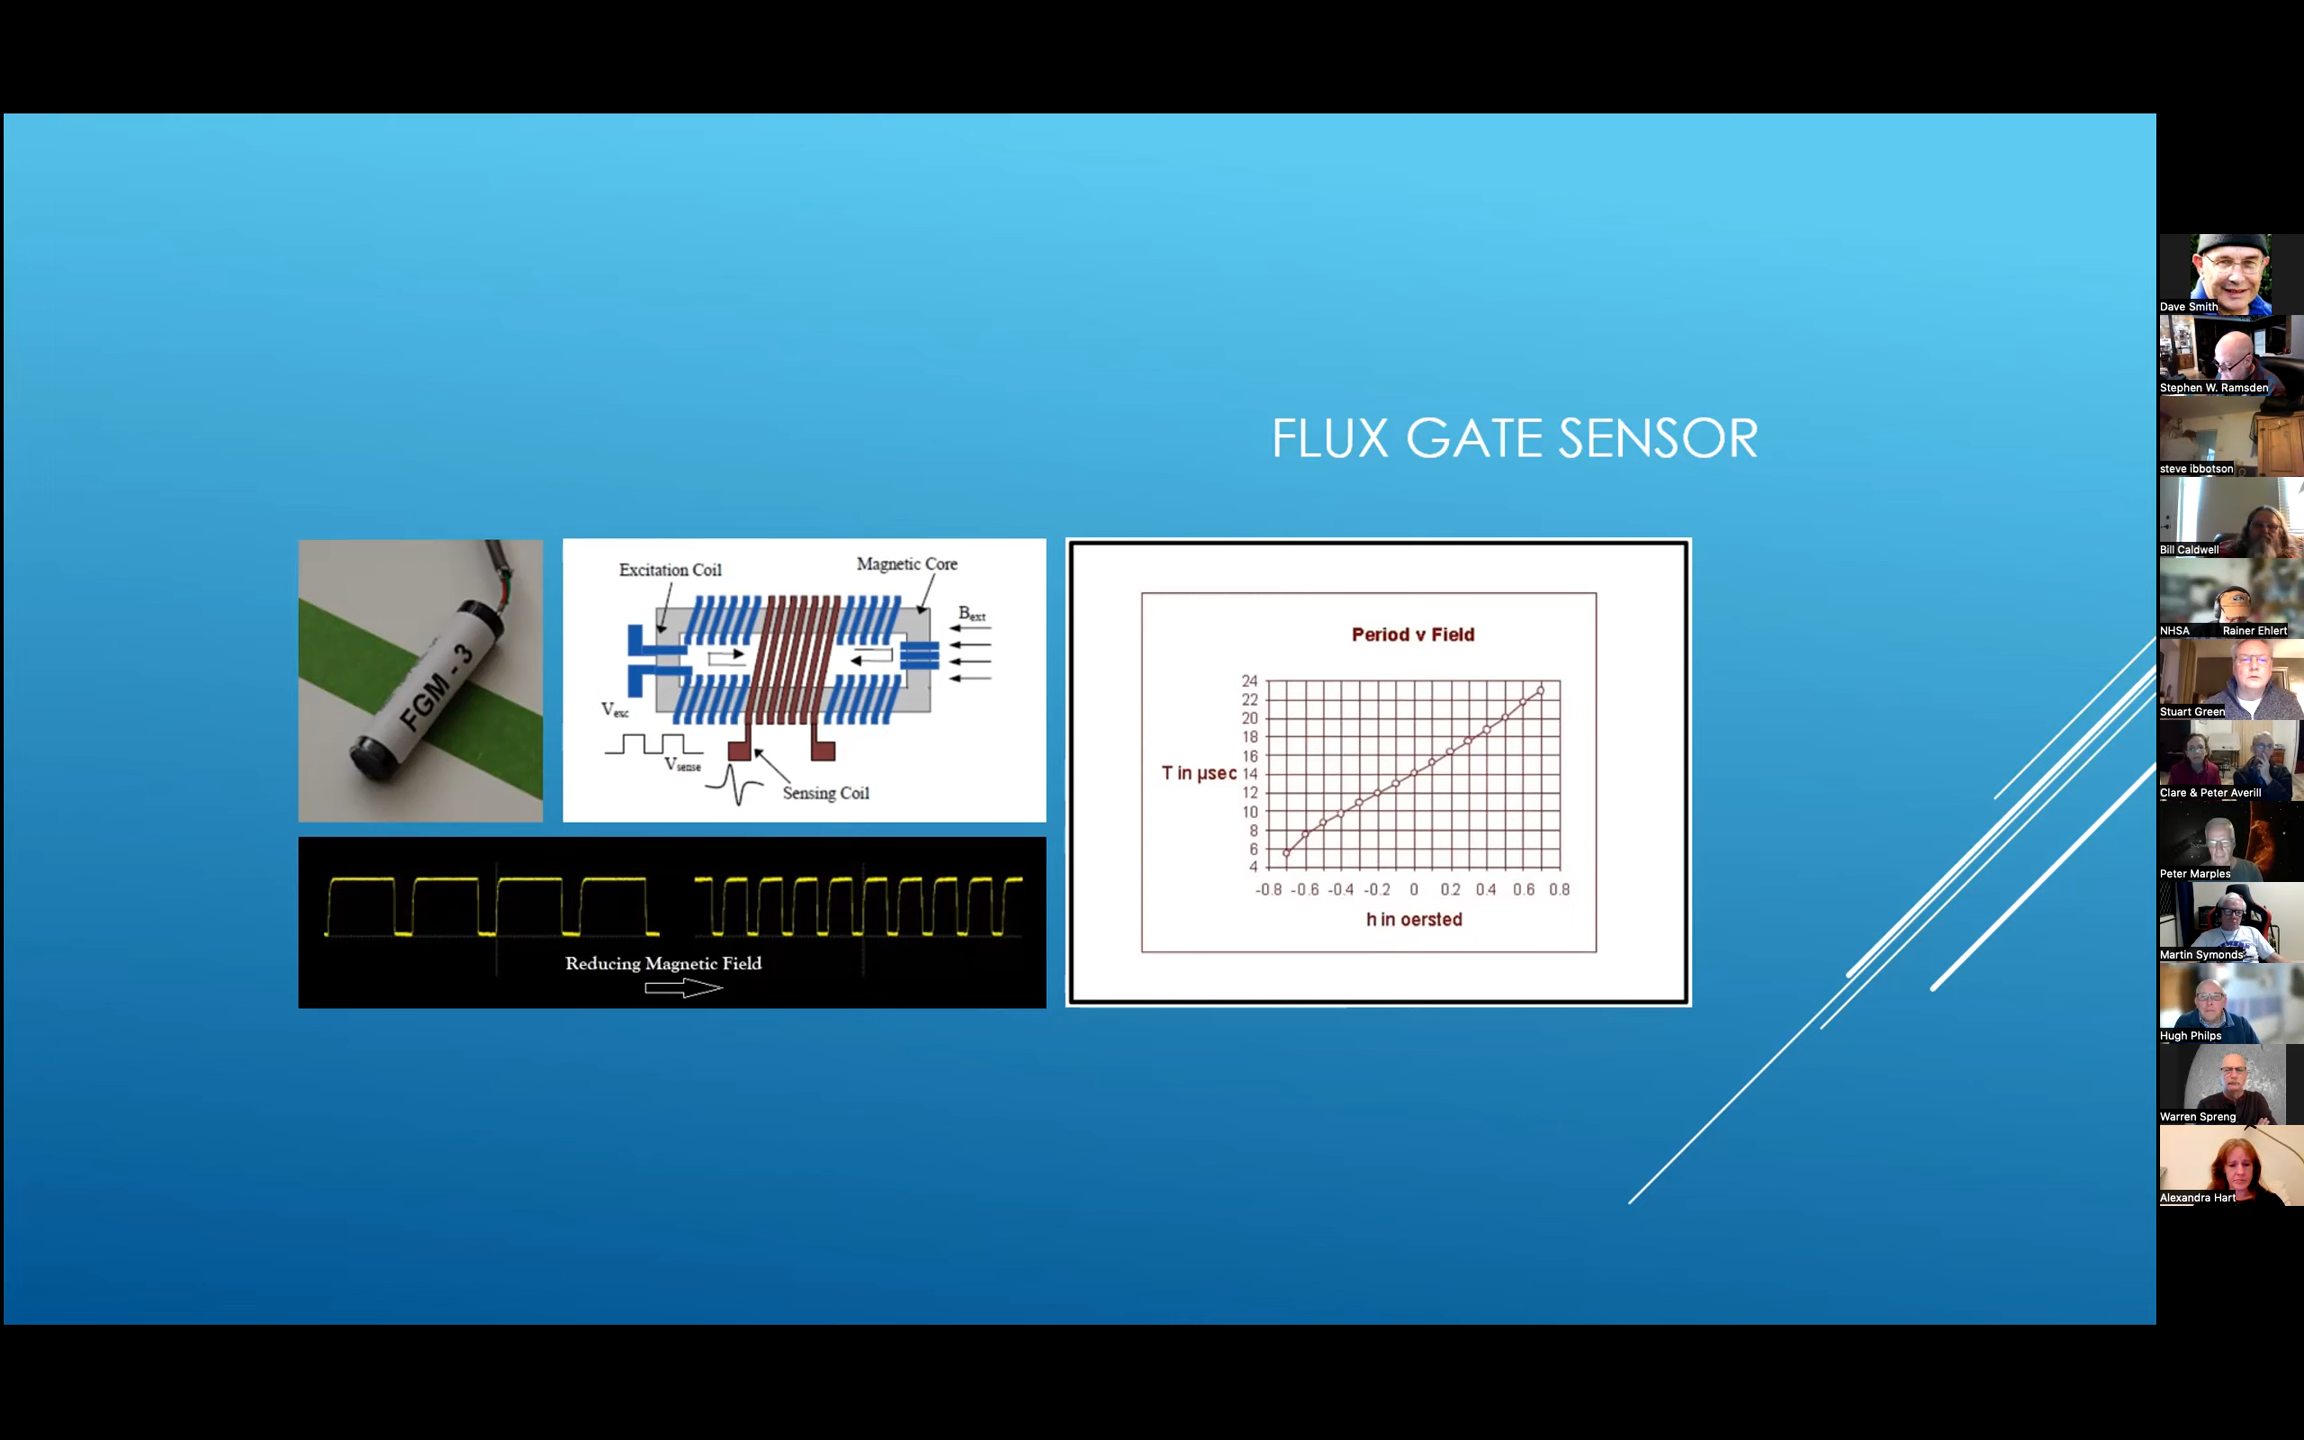 FLUX GATE SENSOR
FGM - 3
Excitation Coil
Magnetic Core
Bext
Vexc
Vsense
Sensing Coil
Reducing Magnetic Field
Period v Field
T in µsec
24
22
20
18
16
14
12
10
8
6
4
-0.8 -0.6 -0.4 -0.2 0 0.2 0.4 0.6 0.8
h in oersted
Dave Smith
Stephen W. Ramsden
steve ibbotson
Bill Caldwell
NHSA Rainer Ehlert
Stuart Green
Clare & Peter Averill
Peter Marples
Martin Symonds
Hugh Philps
Warren Spreng
Alexandra Hart